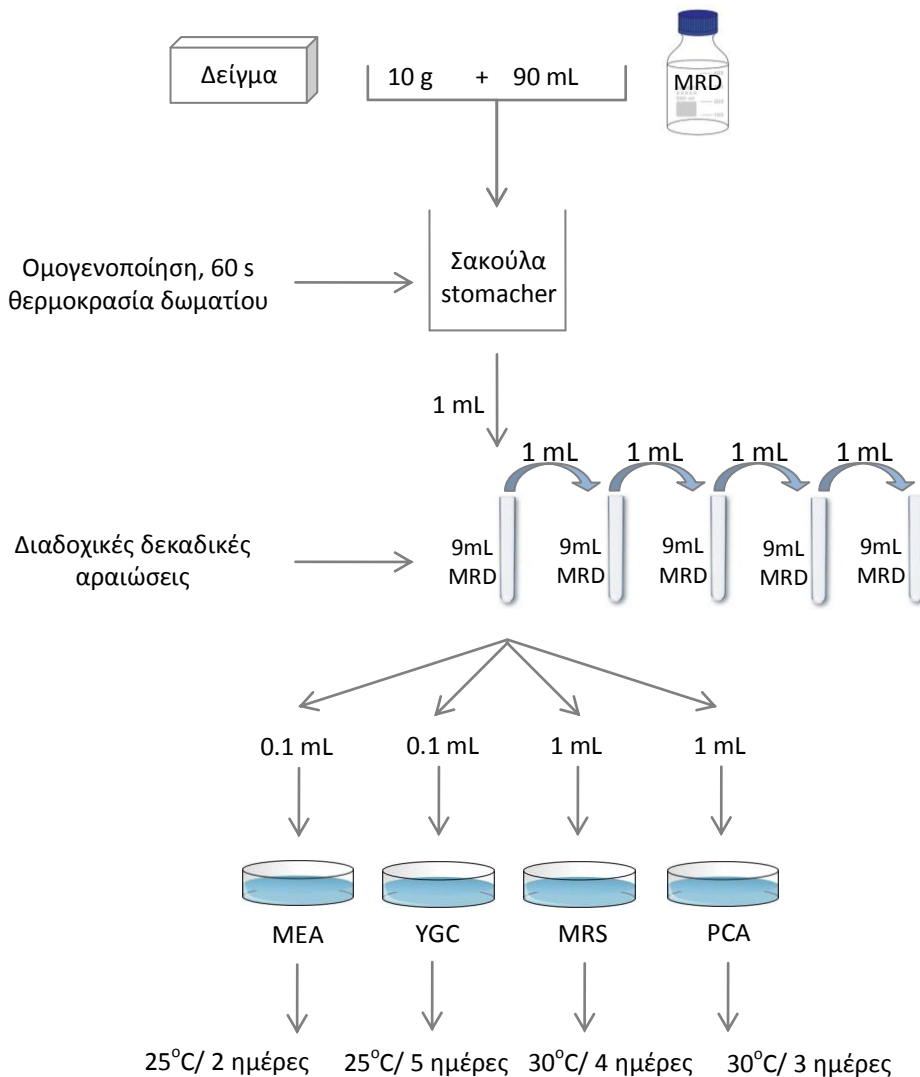 Δείγμα
10 g + 90 mL
MRD
Ομογενοποίηση, 60 s
θερμοκρασία δωματίου
Σακούλα
stomacher
1 mL
1 mL 1 mL 1 mL 1 mL
Διαδοχικές δεκαδικές
αραιώσεις
9mL 9mL 9mL 9mL 9mL
MRD MRD MRD MRD MRD
0.1 mL 0.1 mL 1 mL 1 mL
MEA YGC MRS PCA
25°C/ 2 ημέρες 25°C/ 5 ημέρες 30°C/ 4 ημέρες 30°C/ 3 ημέρες